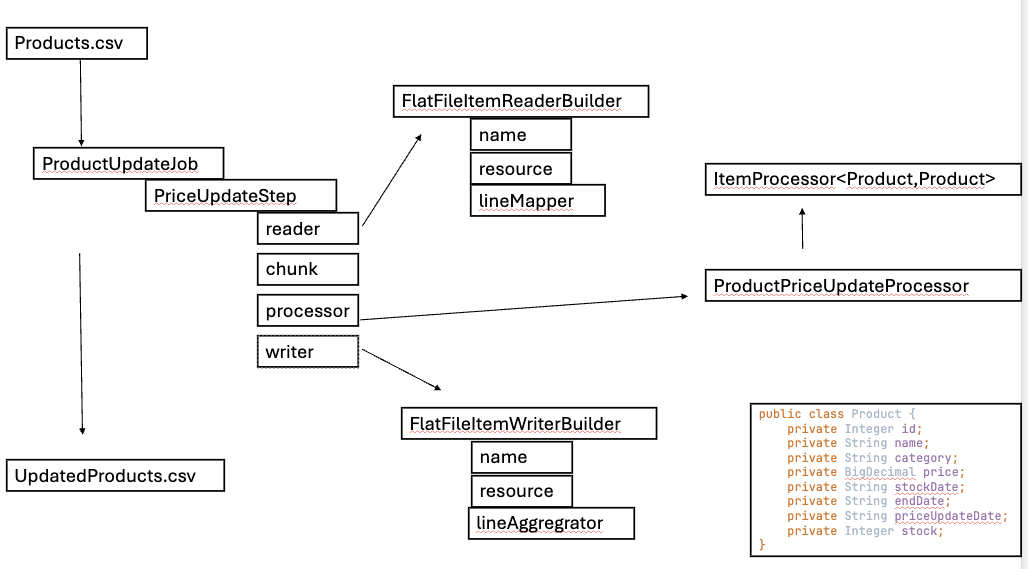 Products.csv
ProductUpdateJob
PriceUpdateStep
reader
chunk
processor
writer
UpdatedProducts.csv
FlatFileItemReaderBuilder
name
resource
lineMapper
ItemProcessor<Product,Product>
ProductPriceUpdateProcessor
FlatFileItemWriterBuilder
name
resource
lineAggregrator
public class Product {
private Integer id;
private String name;
private String category;
private BigDecimal price;
private String stockDate;
private String endDate;
private String priceUpdateDate;
private Integer stock;
}